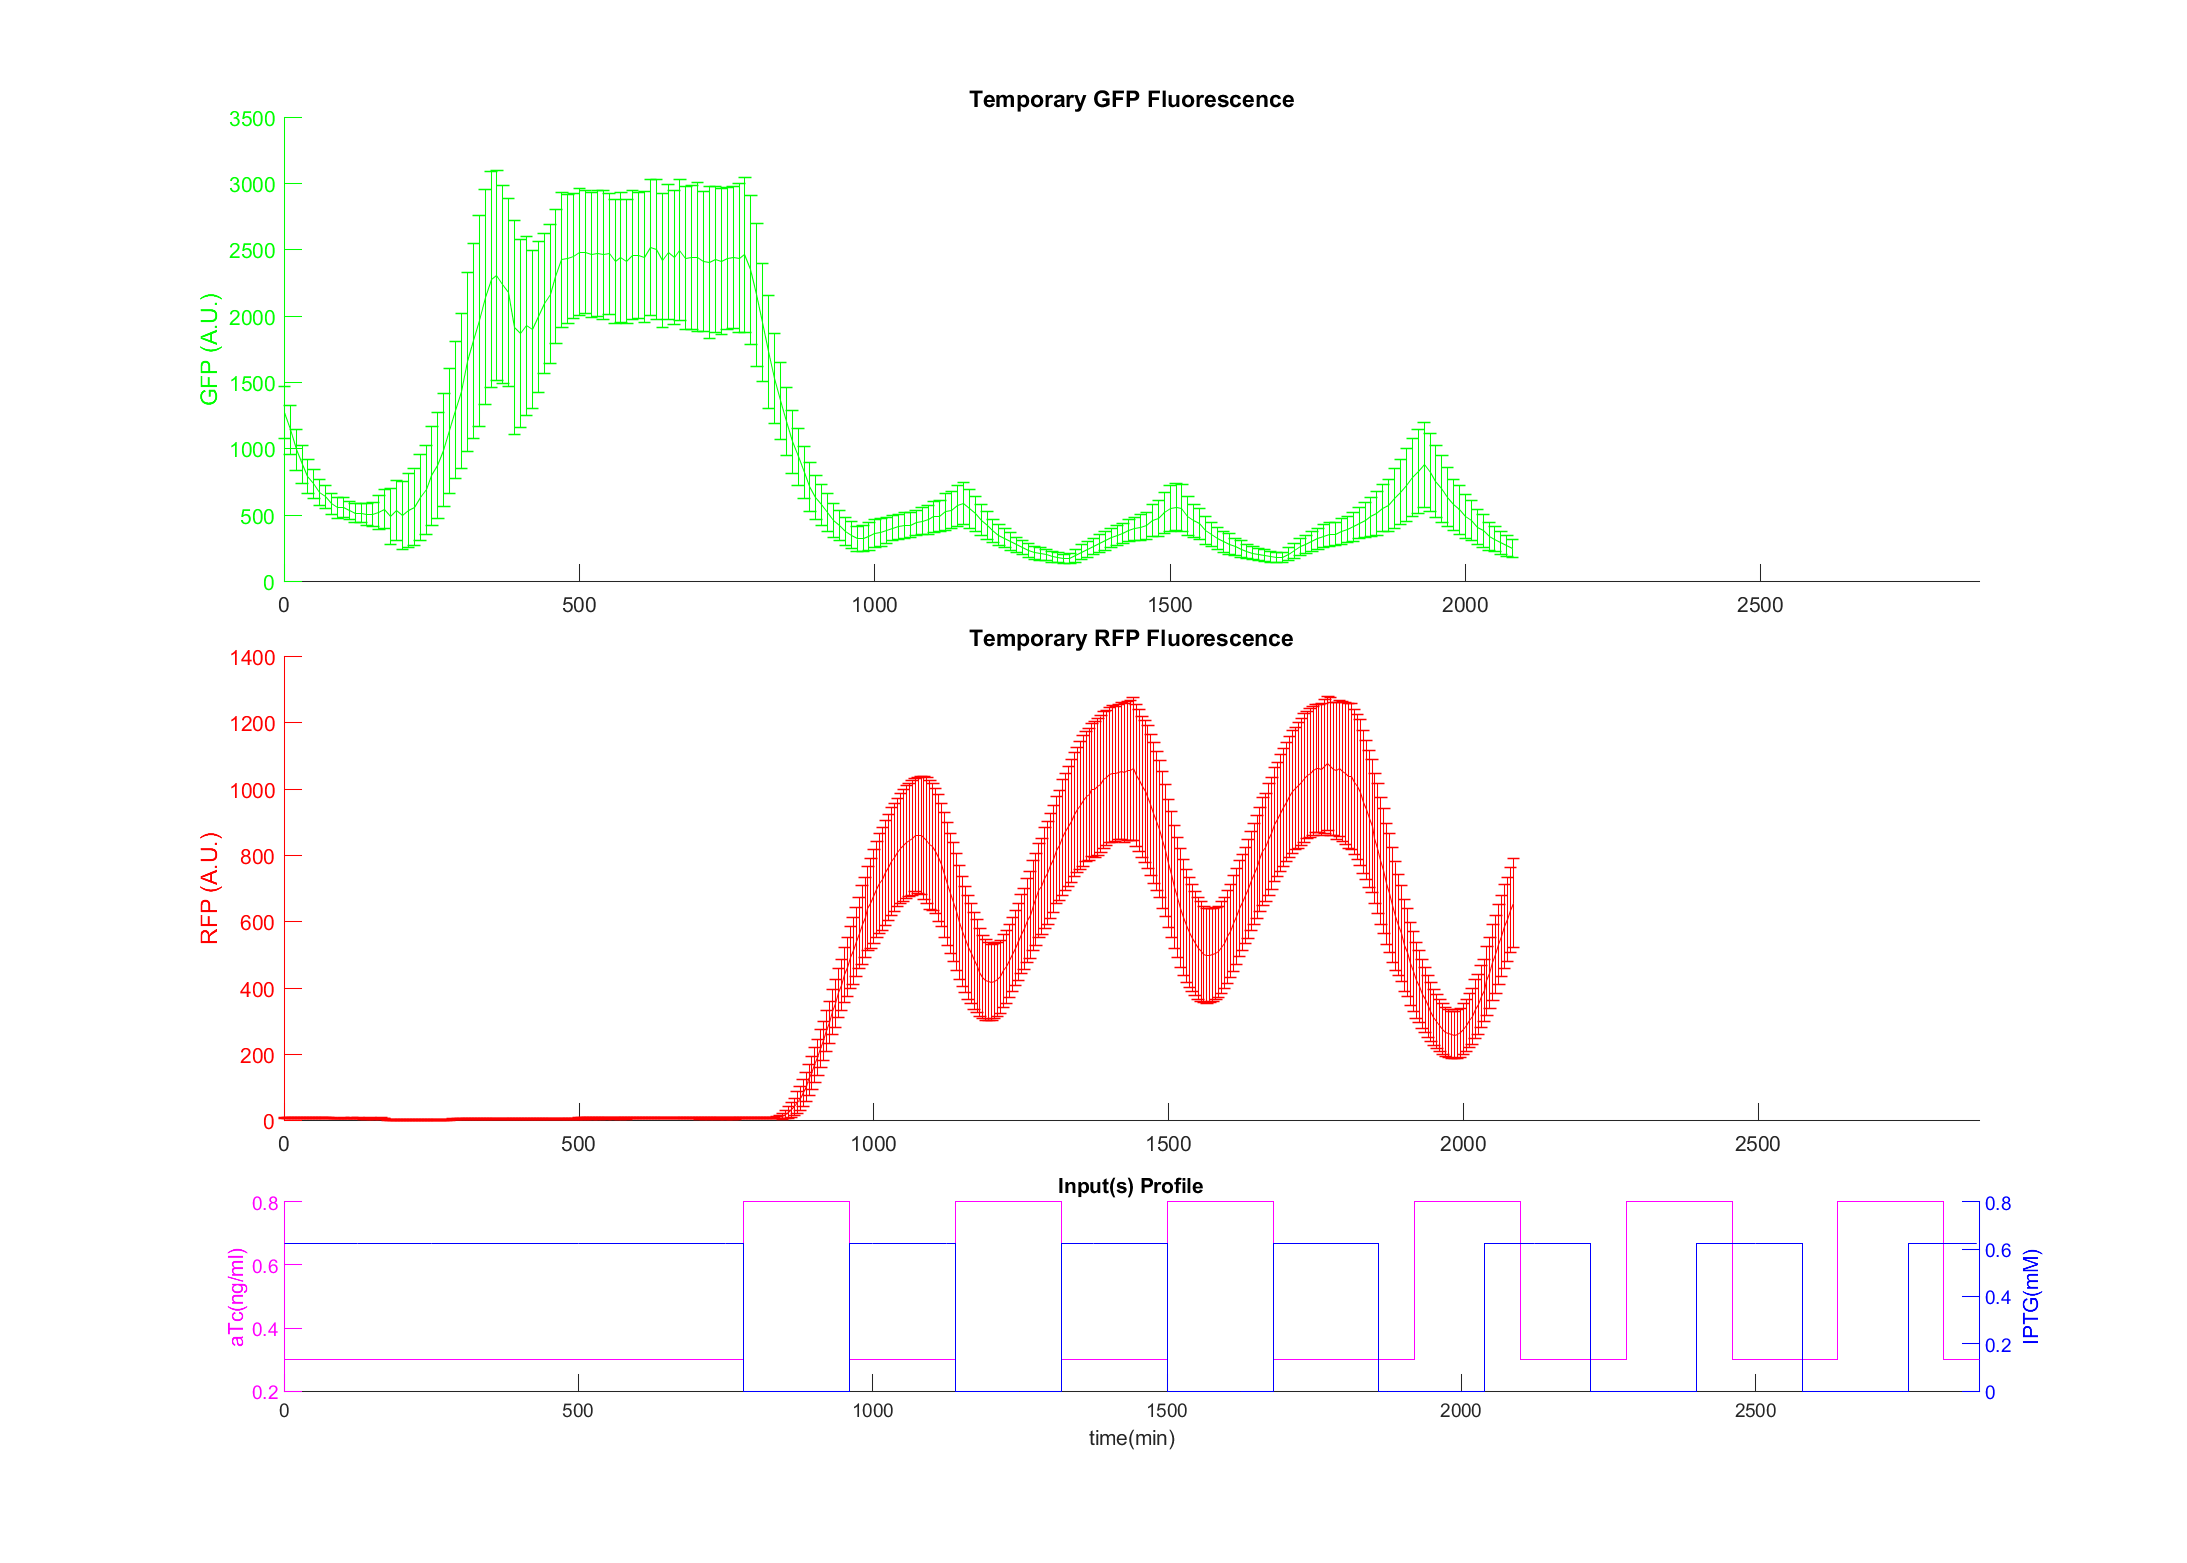 Temporary GFP Fluorescence
3500
3000
2500
2000
1500
1000
500
0
GFP (A.U.)
0 500 1000 1500 2000 2500
Temporary RFP Fluorescence
1400
1200
1000
800
600
400
200
0
RFP (A.U.)
0 500 1000 1500 2000 2500
Input(s) Profile
0.8
0.6
0.4
0.2
aTc(ng/ml)
0.8
0.6
0.4
0.2
0
IPTG(mM)
0 500 1000 1500 2000 2500
time(min)